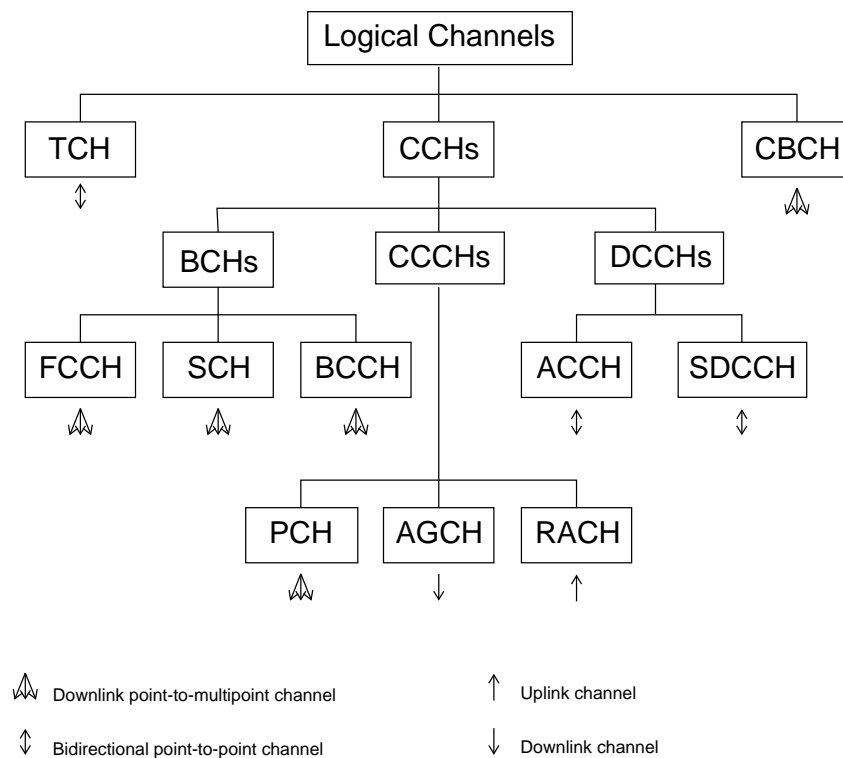 Logical Channels
TCH
CCHs
CBCH
BCHs
CCCHs
DCCHs
FCCH
SCH
BCCH
ACCH
SDCCH
PCH
AGCH
RACH
Downlink point-to-multipoint channel
Uplink channel
Bidirectional point-to-point channel
Downlink channel